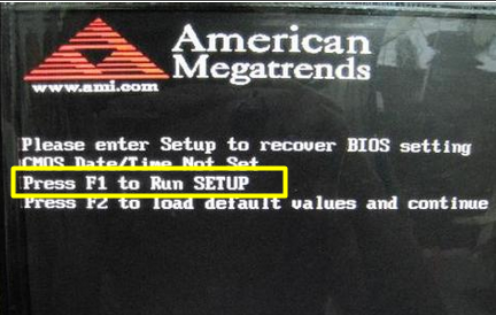 American
Megatrends
www.ami.com
Please enter Setup to recover BIOS setting
CMOS Date/Time Not Set
Press F1 to Run SETUP
Press F2 to load default values and continue